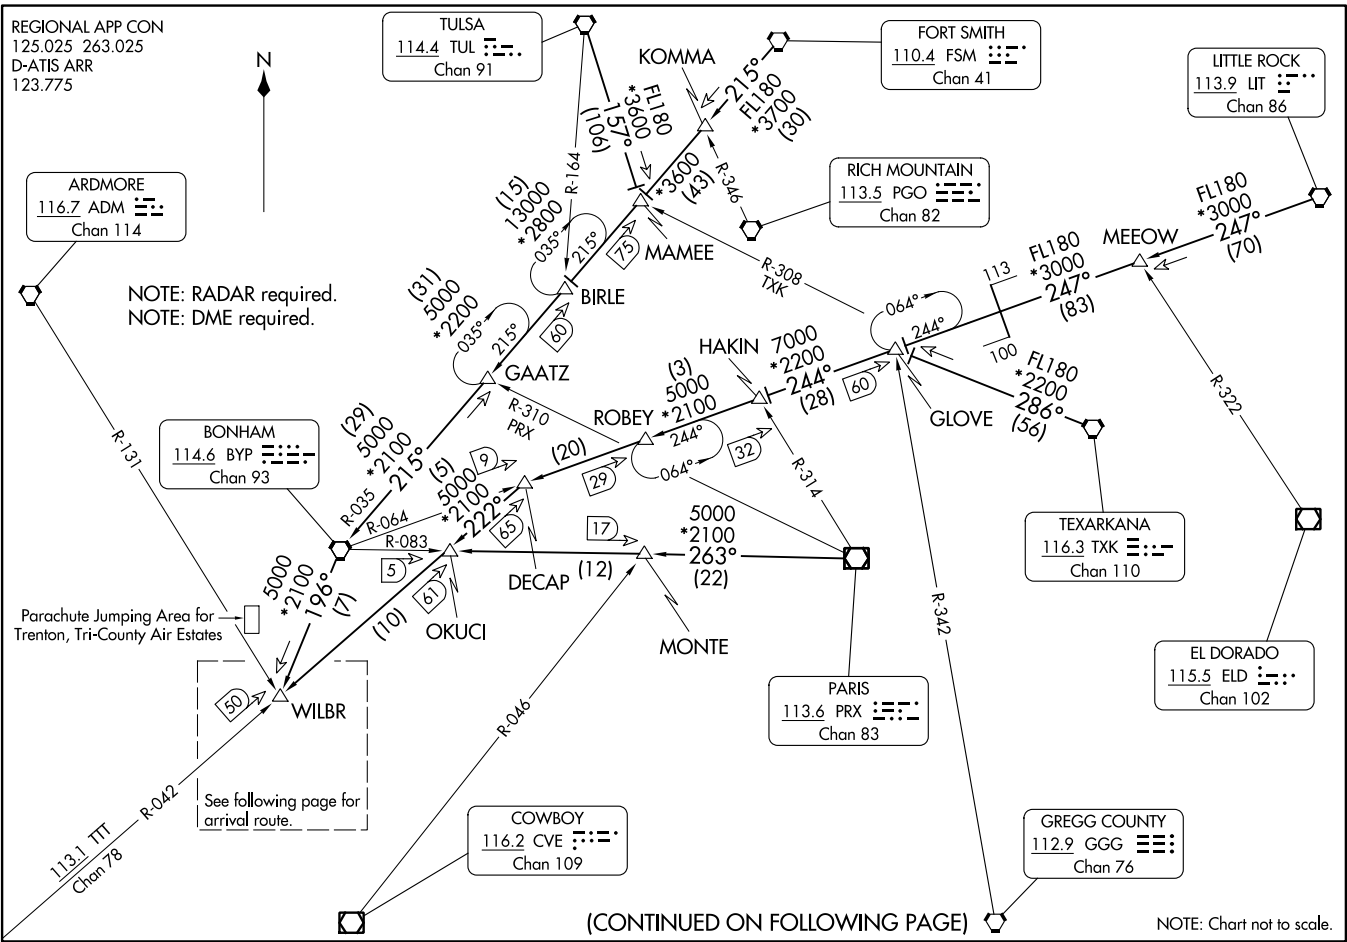 REGIONAL APP CON
125.025 263.025
D-ATIS ARR
123.775
N
TULSA
114.4 TUL
Chan 91
KOMMA
FORT SMITH
110.4 FSM
Chan 41
LITTLE ROCK
113.9 LIT
Chan 86
ARDMORE
116.7 ADM
Chan 114
NOTE: RADAR required.
NOTE: DME required.
RICH MOUNTAIN
113.5 PGO
Chan 82
FL180
*3600
157°
(106)
R-164
215°
FL180
*3700
(30)
*3600
(43)
R-346
MAMEE
75
(15)
13000
*2800
035°
215°
BIRLE
60
R-308
TXK
FL180
*3000
247°
(70)
MEEOW
113
FL180
*3000
247°
(83)
100
064°
244°
(31)
5000
*2200
035°
215°
GAATZ
R-310
PRX
HAKIN
7000
*2200
244°
(28)
60
GLOVE
FL180
*2200
286°
(56)
R-322
ROBEY
(3)
5000
*2100
244°
064°
32
R-314
BONHAM
114.6 BYP
Chan 93
R-131
(29)
5000
*2100
215°
R-035
R-064
R-083
(5)
5000
*2100
222°
9
(20)
29
65
DECAP
17
5000
*2100
263°
(22)
(12)
MONTE
5
61
OKUCI
(10)
TEXARKANA
116.3 TXK
Chan 110
5000
*2100
196°
(7)
Parachute Jumping Area for
Trenton, Tri-County Air Estates
50
WILBR
R-046
R-342
PARIS
113.6 PRX
Chan 83
EL DORADO
115.5 ELD
Chan 102
See following page for
arrival route.
R-042
113.1 TTT
Chan 78
COWBOY
116.2 CVE
Chan 109
GREGG COUNTY
112.9 GGG
Chan 76
(CONTINUED ON FOLLOWING PAGE)
NOTE: Chart not to scale.